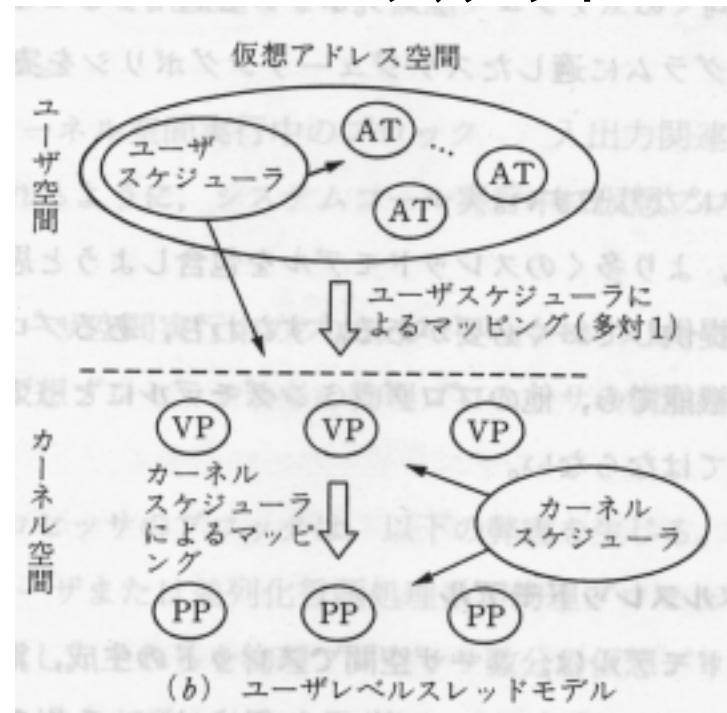 仮想アドレス空間
ユーザ空間
ユーザ
スケジューラ
AT
...
AT
AT
ユーザスケジューラに
よるマッピング(多対1)
カーネル空間
VP
VP
VP
カーネル
スケジューラ
によるマッピ
ング
カーネル
スケジューラ
PP
PP
PP
(b) ユーザレベルスレッドモデル